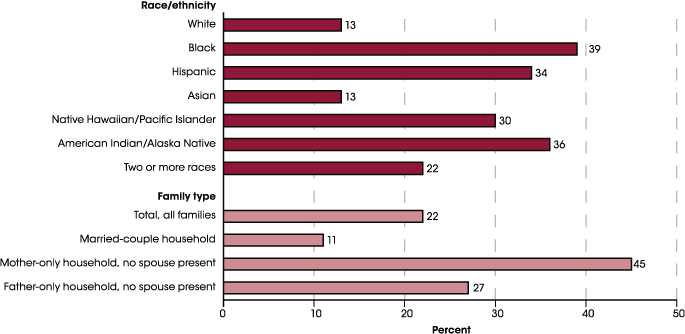 Race/ethnicity
White 13
Black 39
Hispanic 34
Asian 13
Native Hawaiian/Pacific Islander 30
American Indian/Alaska Native 36
Two or more races 22
Family type
Total, all families 22
Married-couple household 11
Mother-only household, no spouse present 45
Father-only household, no spouse present 27
0 10 20 30 40 50
Percent